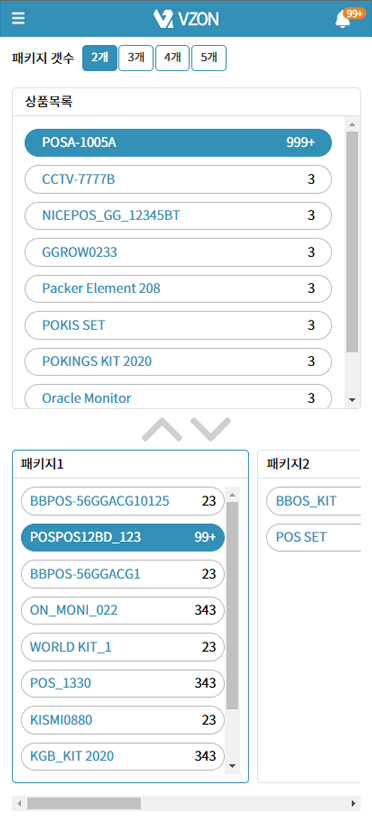 VZON
99+
패키지 갯수 2개 3개 4개 5개
상품목록
POSA-1005A 999+
CCTV-7777B 3
NICEPOS_GG_12345BT 3
GGROW0233 3
Packer Element 208 3
POKIS SET 3
POKINGS KIT 2020 3
Oracle Monitor 3
패키지1
BBPOS-56GGACG10125 23
POSPOS12BD_123 99+
BBPOS-56GGACG1 23
ON_MONI_022 343
WORLD KIT_1 23
POS_1330 343
KISMI0880 23
KGB_KIT 2020 343
패키지2
BBOS_KIT
POS SET